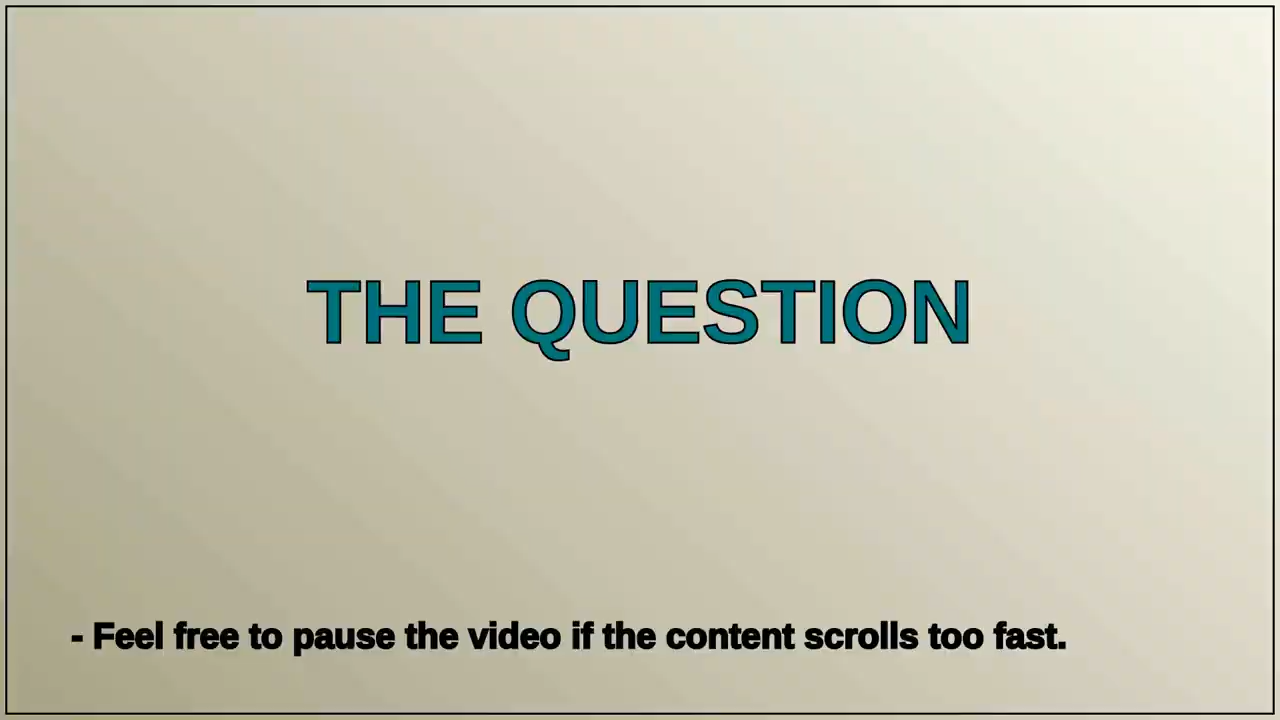 THE QUESTION
- Feel free to pause the video if the content scrolls too fast.